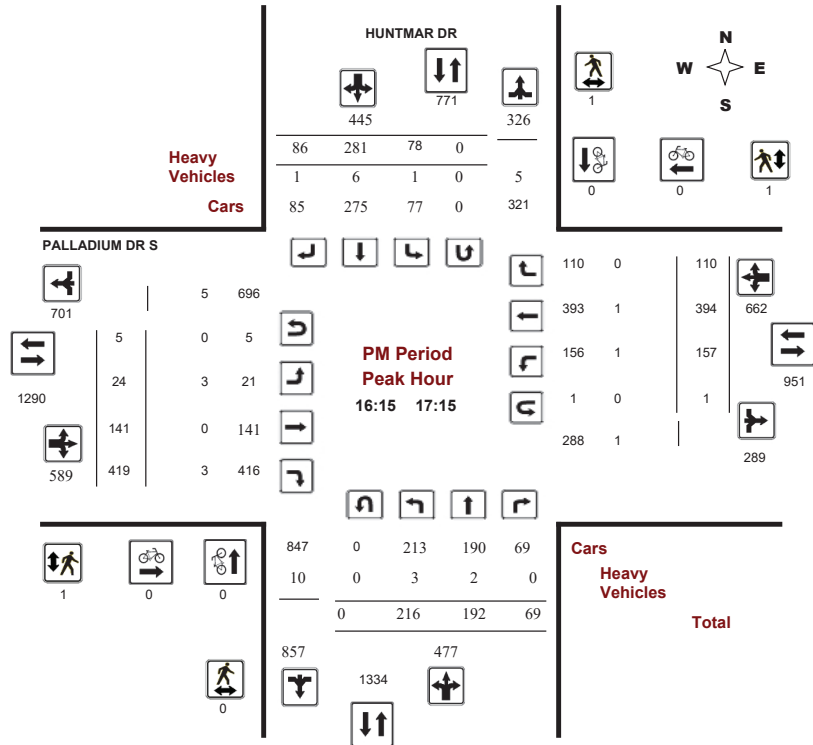 HUNTMAR DR
N
W E
S
771
1
445 326
86 281 78 0
Heavy
Vehicles
1 6 1 0 5
Cars
85 275 77 0 321
0 0 1
PALLADIUM DR S
701
5 696
5 0 5
1290
24 3 21
141 0 141
589
419 3 416
PM Period
Peak Hour
16:15 17:15
110 0 110
662
393 1 394
951
156 1 157
1 0 1
288 1
289
847 0 213 190 69
Cars
10 0 3 2 0
Heavy
Vehicles
0 216 192 69
Total
1 0 0
857 477
1334
0